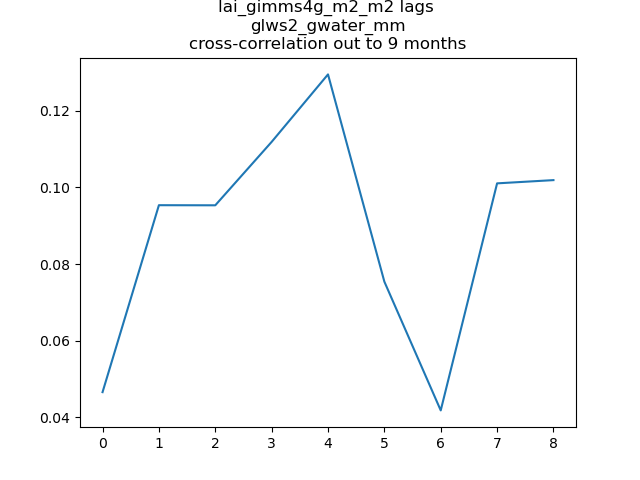 lai_gimms4g_m2_m2 lags
glws2_gwater_mm
cross-correlation out to 9 months
0.12
0.10
0.08
0.06
0.04
0 1 2 3 4 5 6 7 8